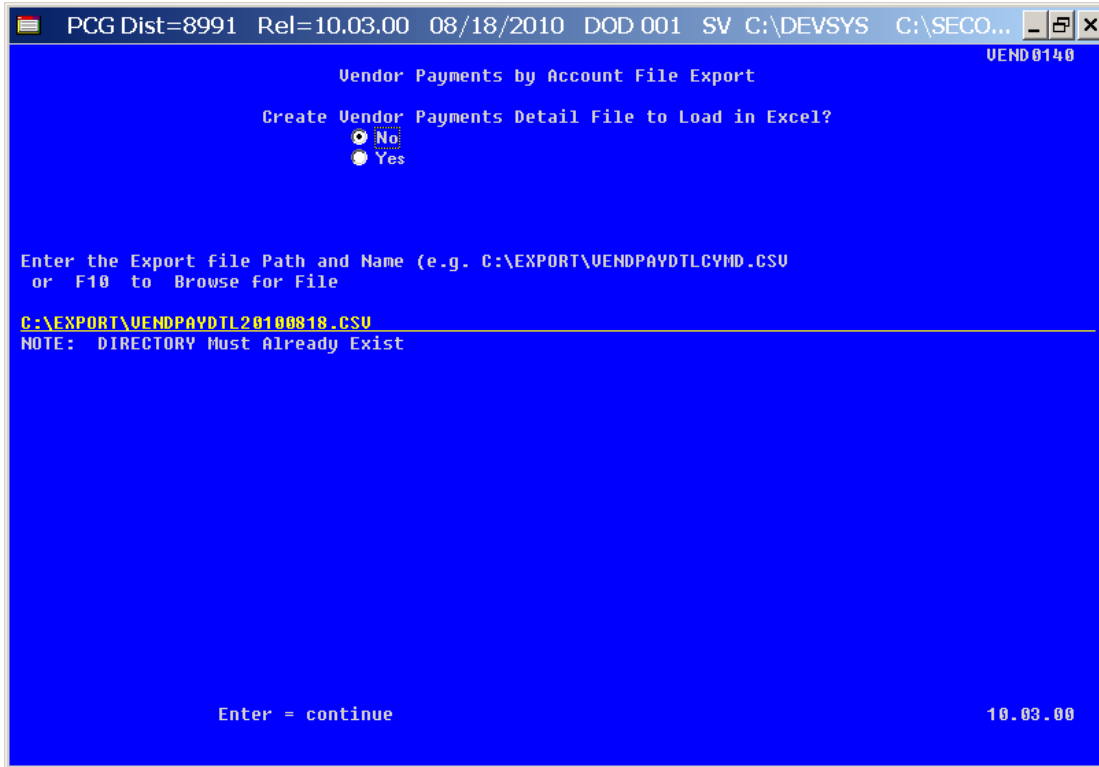 PCG Dist=8991 Rel=10.03.00 08/18/2010 DOD 001 SV C:\DEVSYS C:\SECO...
VEND0140
Vendor Payments by Account File Export
Create Vendor Payments Detail File to Load in Excel?
No
Yes
Enter the Export file Path and Name (e.g. C:\EXPORT\VENDPAYDTLCYMD.CSV
or F10 to Browse for File
C:\EXPORT\VENDPAYDTL20100818.CSV
NOTE: DIRECTORY Must Already Exist
Enter = continue
10.03.00